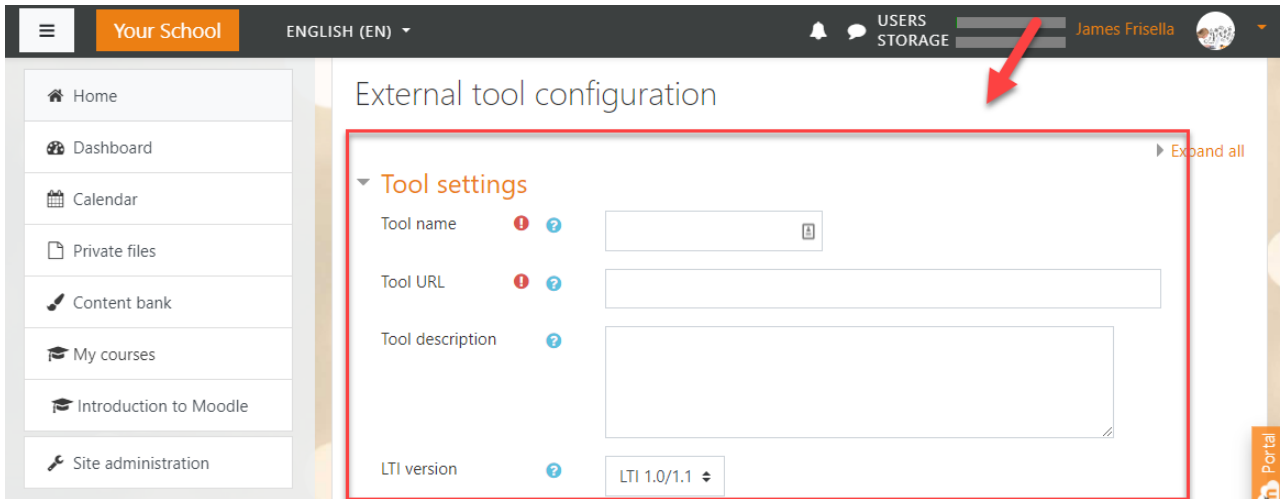 Your School
ENGLISH (EN)
USERS
STORAGE
James Frisella
Home
Dashboard
Calendar
Private files
Content bank
My courses
Introduction to Moodle
Site administration
External tool configuration
Expand all
Tool settings
Tool name
Tool URL
Tool description
LTI version
LTI 1.0/1.1
Portal